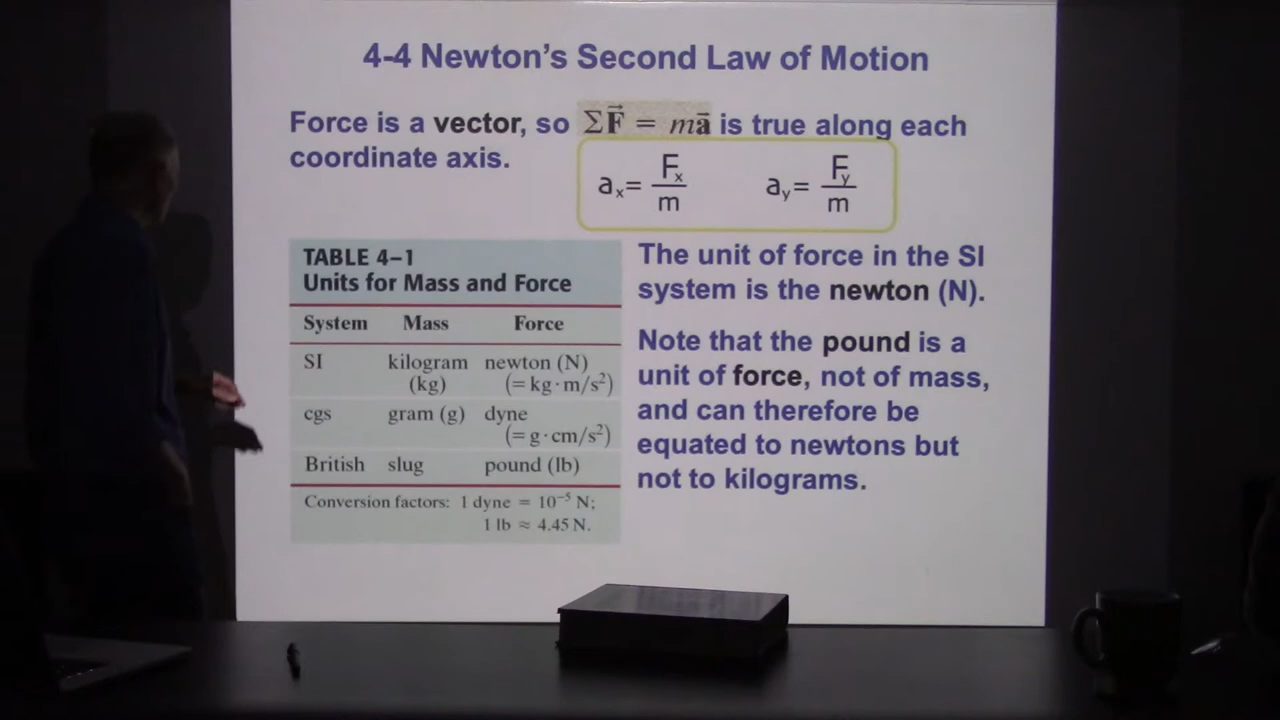 4-4 Newton's Second Law of Motion
Force is a vector, so ΣF⃗ = ma⃗ is true along each
coordinate axis.
aₓ= Fₓ/m a_y= F_y/m
TABLE 4–1
Units for Mass and Force
System Mass Force
SI kilogram newton (N)
(kg) (= kg·m/s²)
cgs gram (g) dyne
(= g·cm/s²)
British slug pound (lb)
Conversion factors: 1 dyne = 10⁻⁵ N;
1 lb ≈ 4.45 N.
The unit of force in the SI
system is the newton (N).
Note that the pound is a
unit of force, not of mass,
and can therefore be
equated to newtons but
not to kilograms.